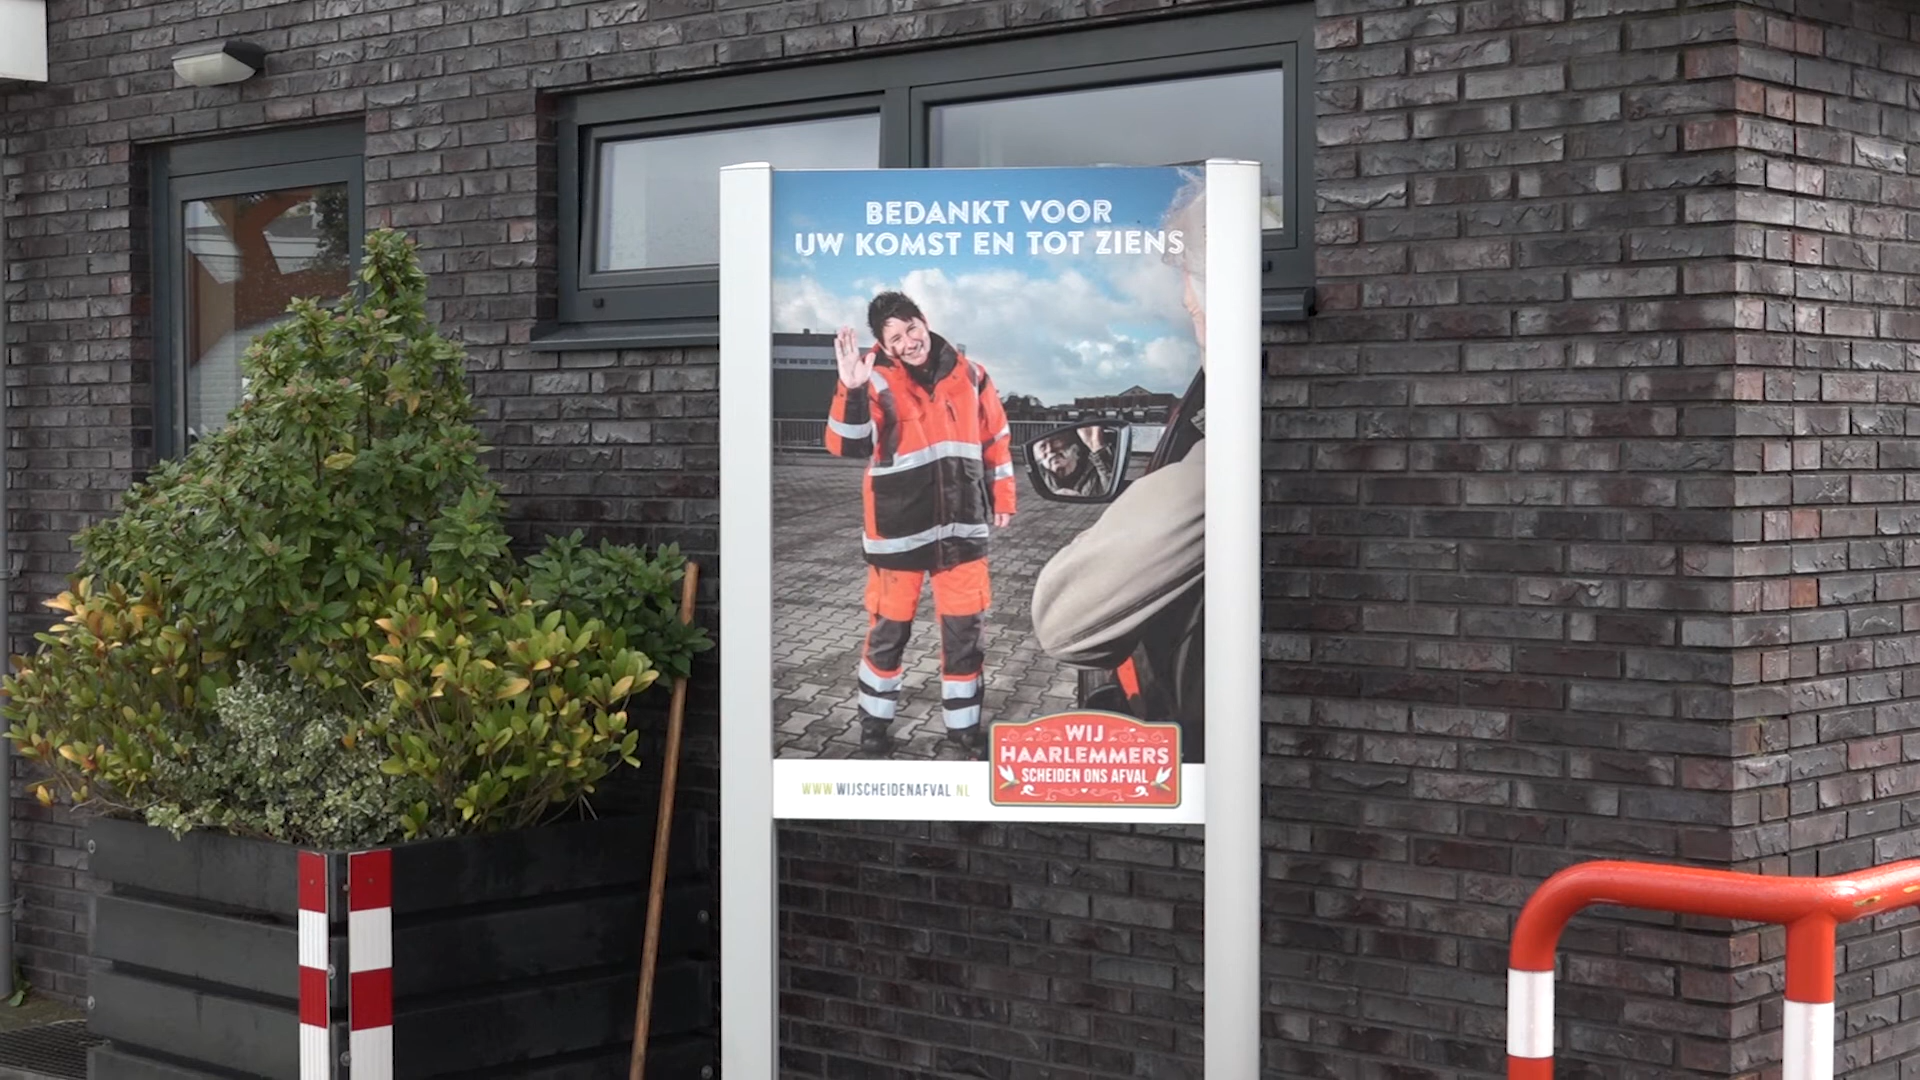 BEDANKT VOOR
UW KOMST EN TOT ZIENS
WIJ
HAARLEMMERS
SCHEIDEN ONS AFVAL
WWW.WIJSCHEIDENAFVAL.NL